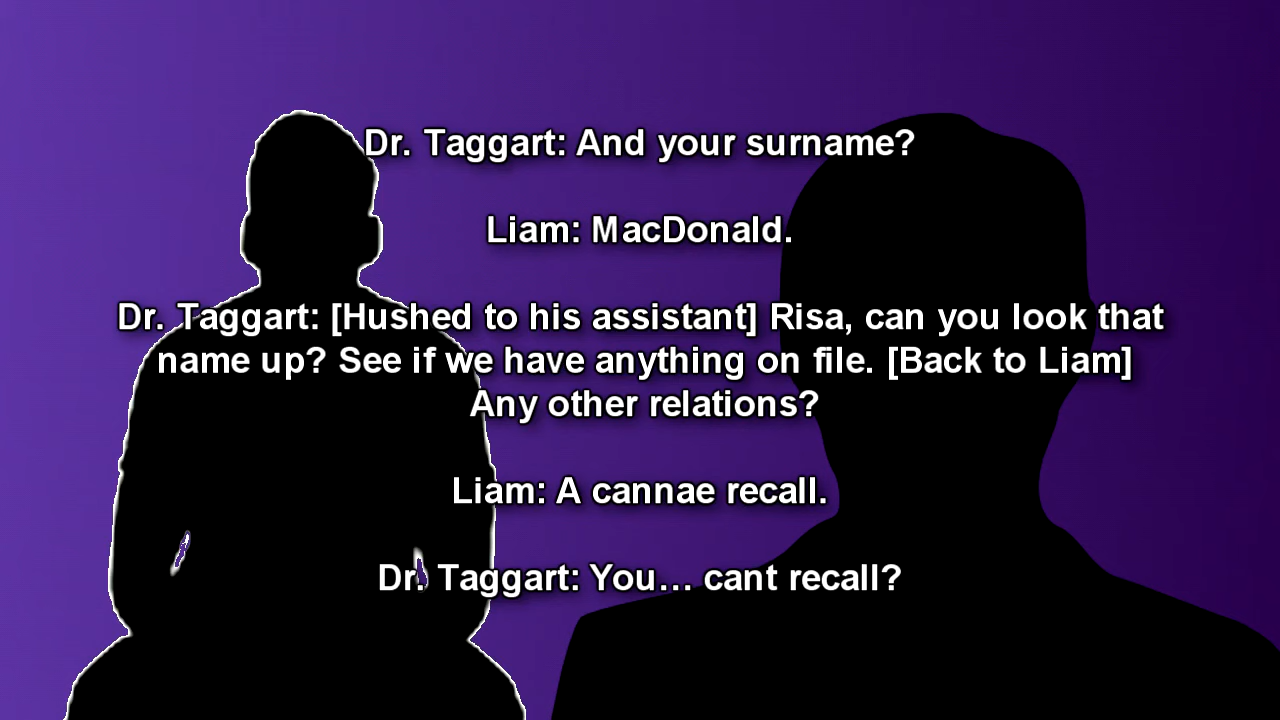 Dr. Taggart: And your surname?
Liam: MacDonald.
Dr. Taggart: [Hushed to his assistant] Risa, can you look that
name up? See if we have anything on file. [Back to Liam]
Any other relations?
Liam: A cannae recall.
Dr. Taggart: You… cant recall?